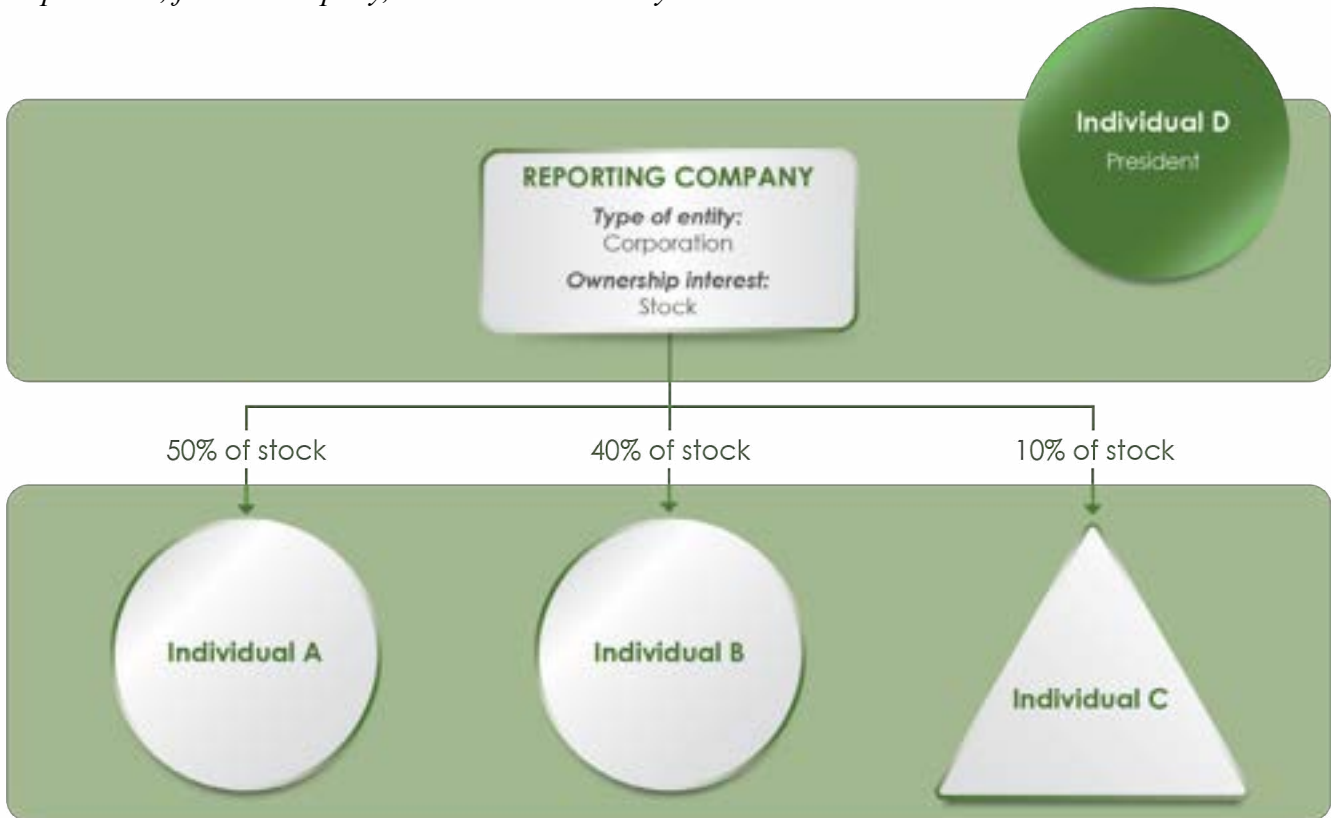 Individual D
President
REPORTING COMPANY
Type of entity:
Corporation
Ownership interest:
Stock
50% of stock
40% of stock
10% of stock
Individual A
Individual B
Individual C